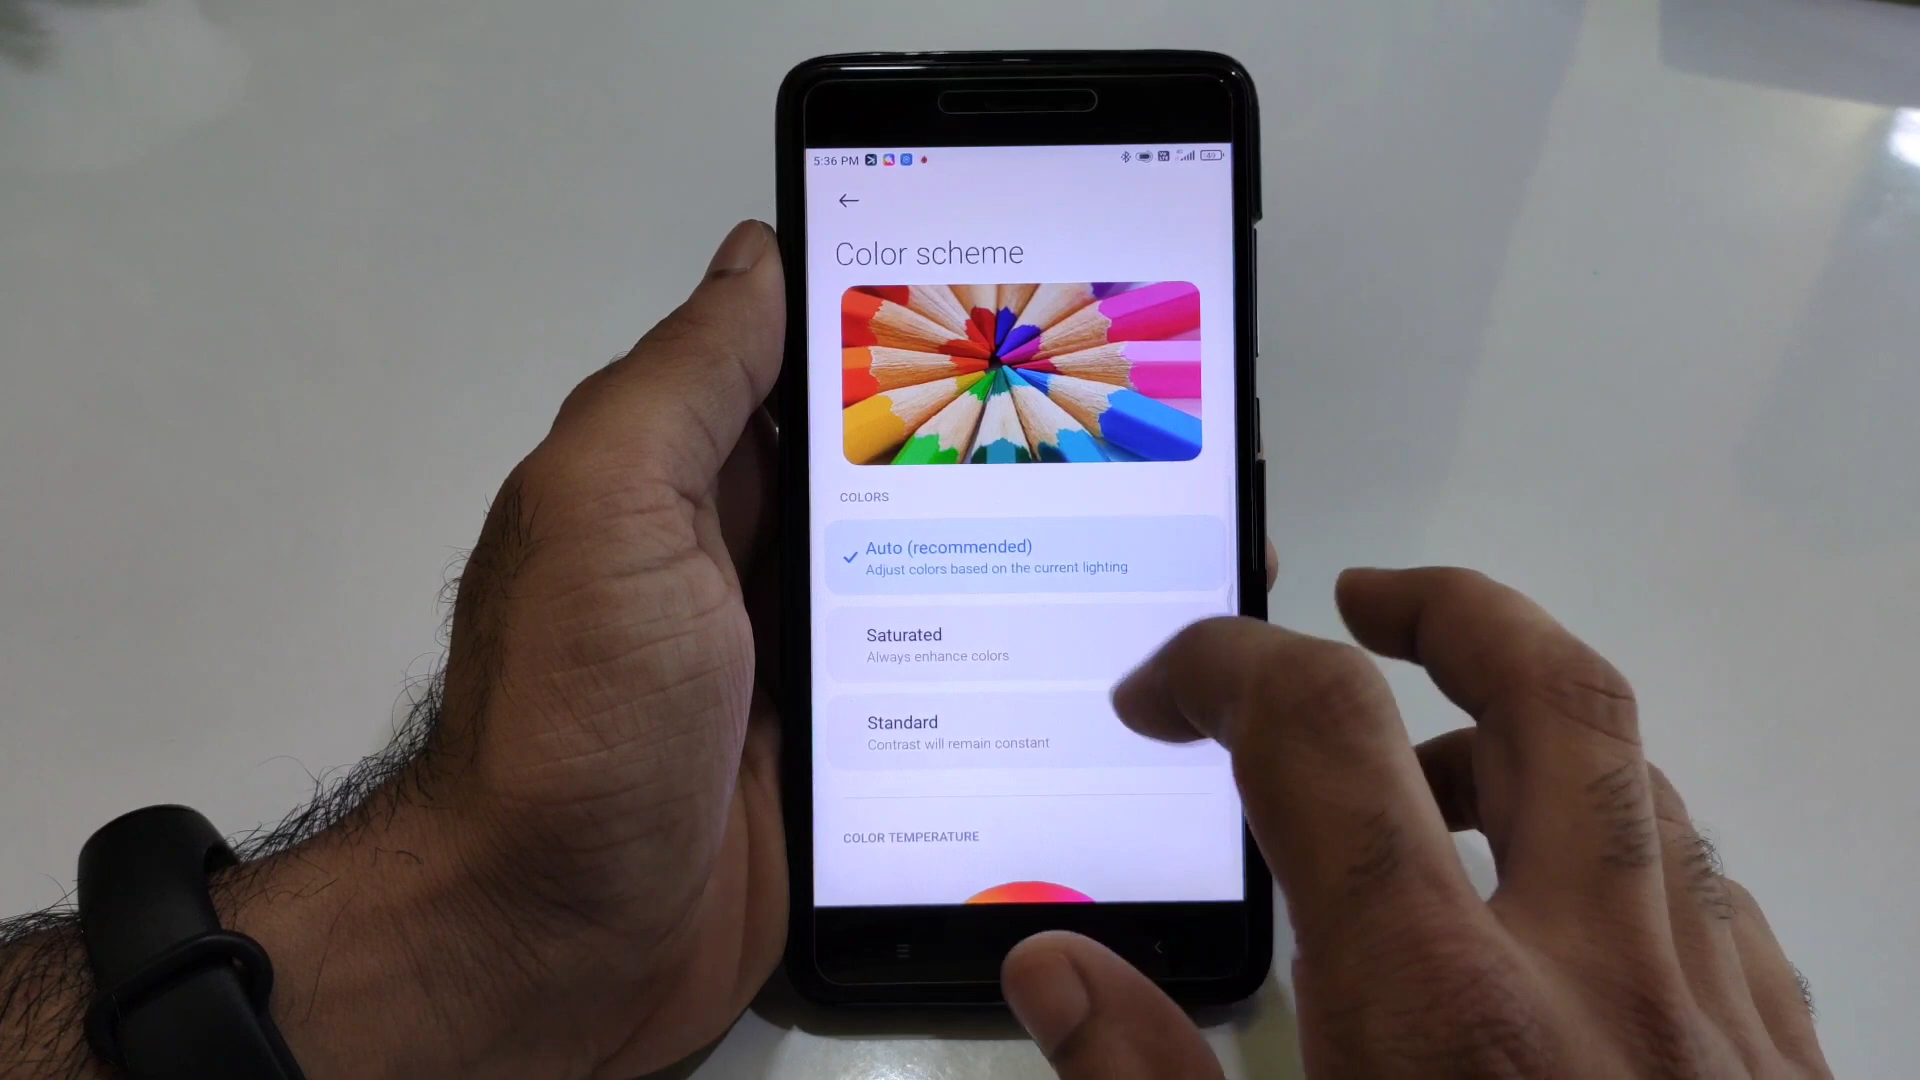 5:36 PM
49
Color scheme
COLORS
Auto (recommended)
Adjust colors based on the current lighting
Saturated
Always enhance colors
Standard
Contrast will remain constant
COLOR TEMPERATURE